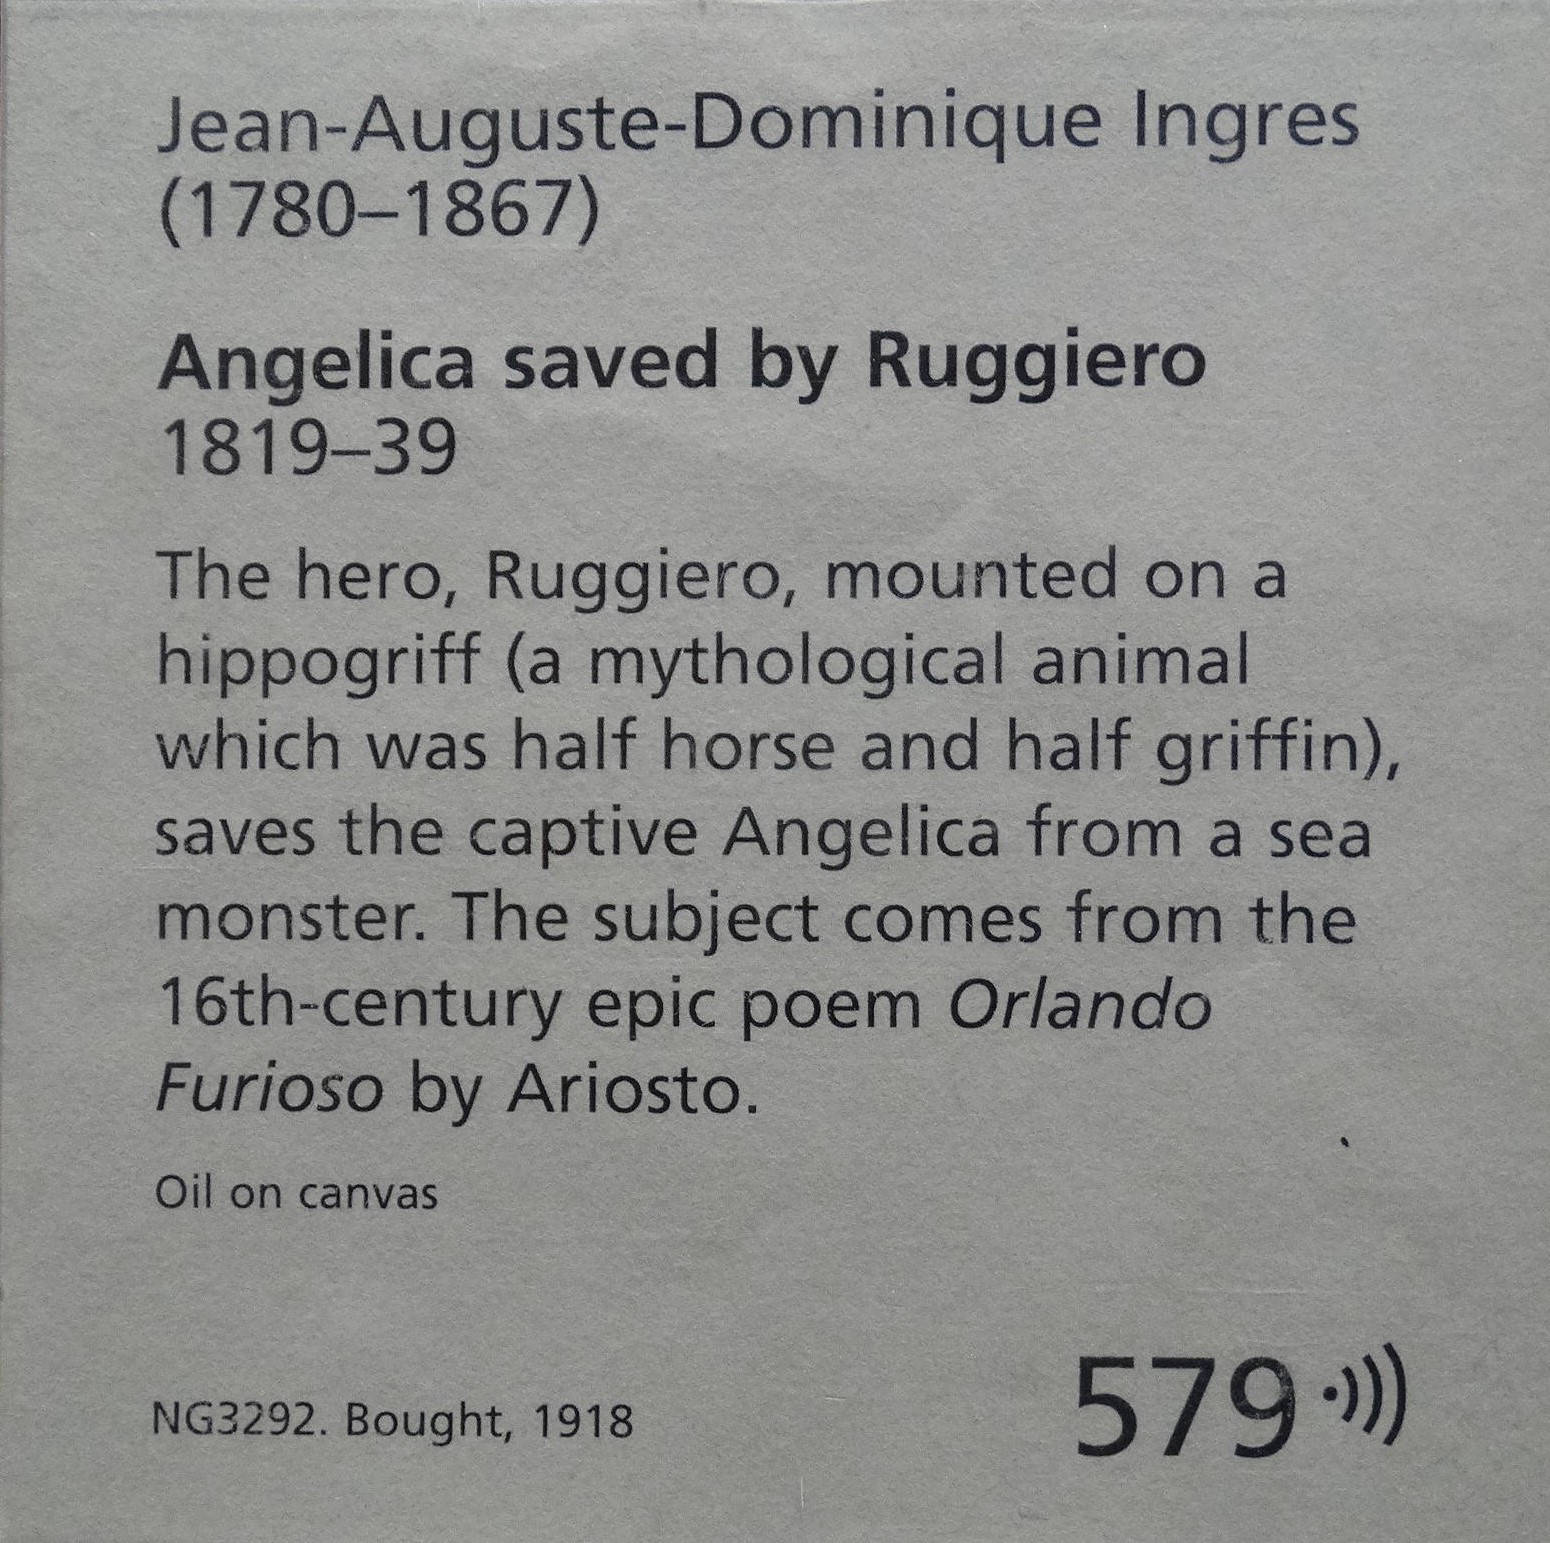 Jean-Auguste-Dominique Ingres
(1780–1867)
Angelica saved by Ruggiero
1819–39
The hero, Ruggiero, mounted on a
hippogriff (a mythological animal
which was half horse and half griffin),
saves the captive Angelica from a sea
monster. The subject comes from the
16th-century epic poem Orlando
Furioso by Ariosto.
Oil on canvas
NG3292. Bought, 1918
579